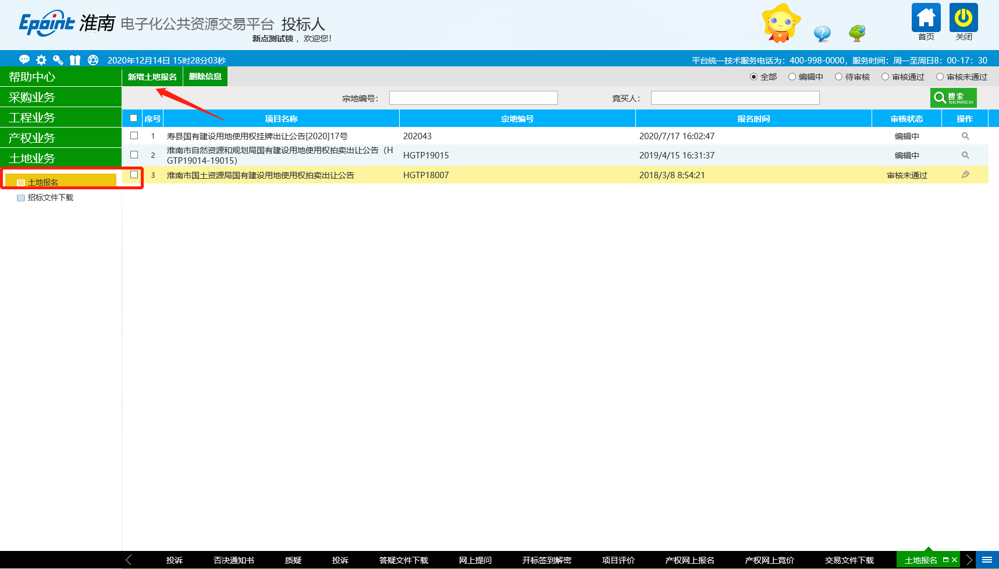 Epoint 淮南 电子化公共资源交易平台 投标人
新点测试锁，欢迎您！
首页 关闭
2020年12月14日 15时28分03秒 平台统一技术服务电话为：400-998-0000，服务时间：周一至周日8：00-17：30
帮助中心
采购业务
工程业务
产权业务
土地业务
土地报名
招标文件下载
新增土地报名 删除信息 全部 编辑中 待审核 审核通过 审核未通过
宗地编号： 竞买人： 搜索 SEARCH
序号 项目名称 宗地编号 报名时间 审核状态 操作
1 寿县国有建设用地使用权挂牌出让公告[2020]17号 202043 2020/7/17 16:02:47 编辑中
2 淮南市自然资源和规划局国有建设用地使用权拍卖出让公告（H
GTP19014-19015） HGTP19015 2019/4/15 16:31:37 编辑中
3 淮南市国土资源局国有建设用地使用权拍卖出让公告 HGTP18007 2018/3/8 8:54:21 审核未通过
投诉 否决通知书 质疑 投诉 答疑文件下载 网上提问 开标签到解密 项目评价 产权网上报名 产权网上竞价 交易文件下载 土地报名